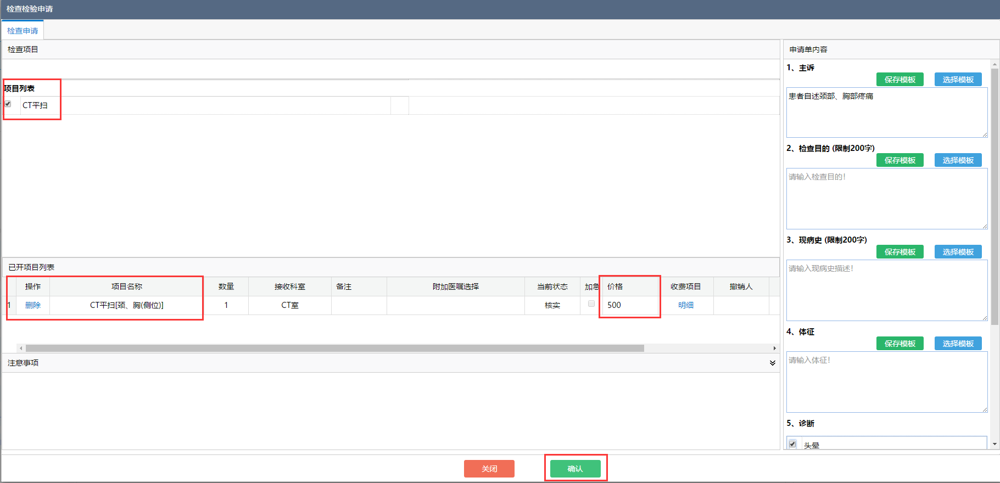 检查检验申请
检查申请
检查项目
项目列表
CT平扫
已开项目列表
操作 项目名称 数量 接收科室 备注 附加医嘱选择 当前状态 加急 价格 收费项目 撤销人
1 删除 CT平扫[颈、胸(侧位)] 1 CT室 核实 500 明细
注意事项
申请单内容
1、主诉
保存模板 选择模板
患者自述颈部、胸部疼痛
2、检查目的 (限制200字)
保存模板 选择模板
请输入检查目的!
3、现病史 (限制200字)
保存模板 选择模板
请输入现病史描述!
4、体征
保存模板 选择模板
请输入体征!
5、诊断
头晕
关闭 确认